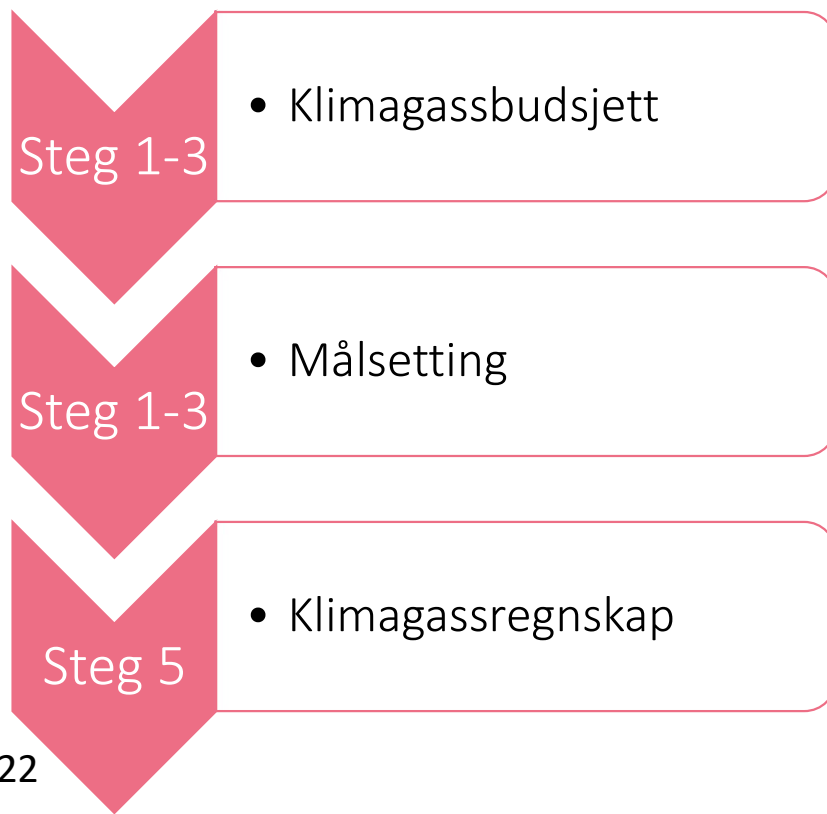 Steg 1-3
• Klimagassbudsjett
Steg 1-3
• Målsetting
Steg 5
• Klimagassregnskap
22